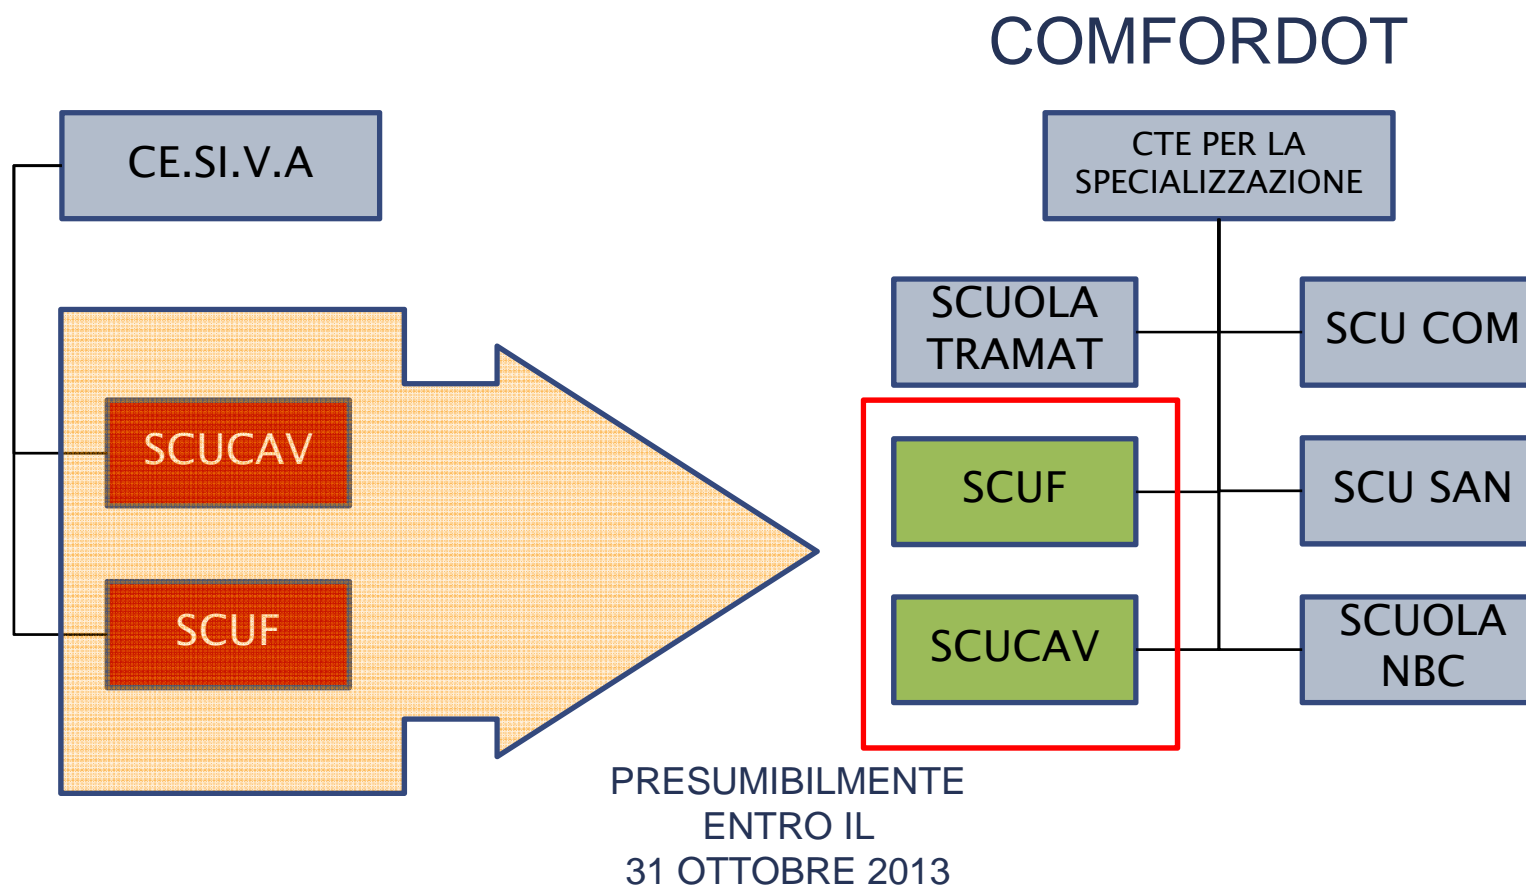 COMFORDOT
CE.SI.V.A
CTE PER LA
SPECIALIZZAZIONE
SCUOLA
TRAMAT
SCU COM
SCUCAV
SCUF
SCUF
SCU SAN
SCUCAV
SCUOLA
NBC
PRESUMIBILMENTE
ENTRO IL
31 OTTOBRE 2013